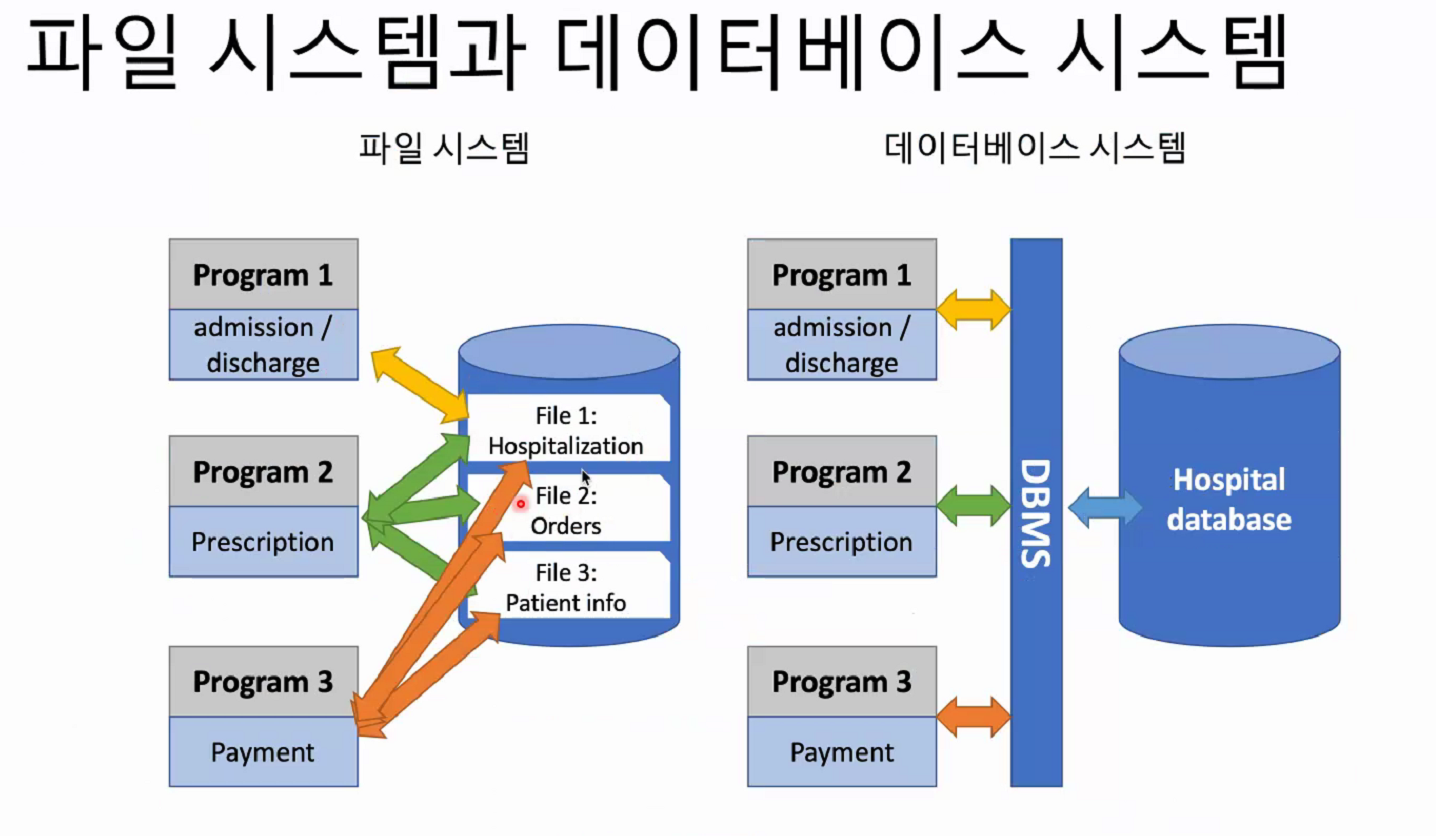 파일 시스템과 데이터베이스 시스템
파일 시스템
Program 1
admission /
discharge
Program 2
Prescription
Program 3
Payment
File 1:
Hospitalization
File 2:
Orders
File 3:
Patient info
데이터베이스 시스템
Program 1
admission /
discharge
Program 2
Prescription
Program 3
Payment
DBMS
Hospital
database